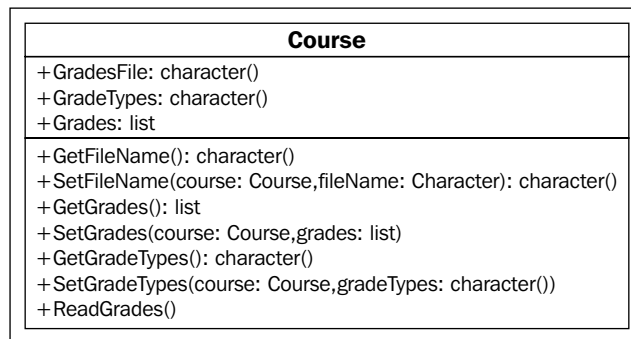 Course
+GradesFile: character()
+GradeTypes: character()
+Grades: list
+GetFileName(): character()
+SetFileName(course: Course,fileName: Character): character()
+GetGrades(): list
+SetGrades(course: Course,grades: list)
+GetGradeTypes(): character()
+SetGradeTypes(course: Course,gradeTypes: character())
+ReadGrades()